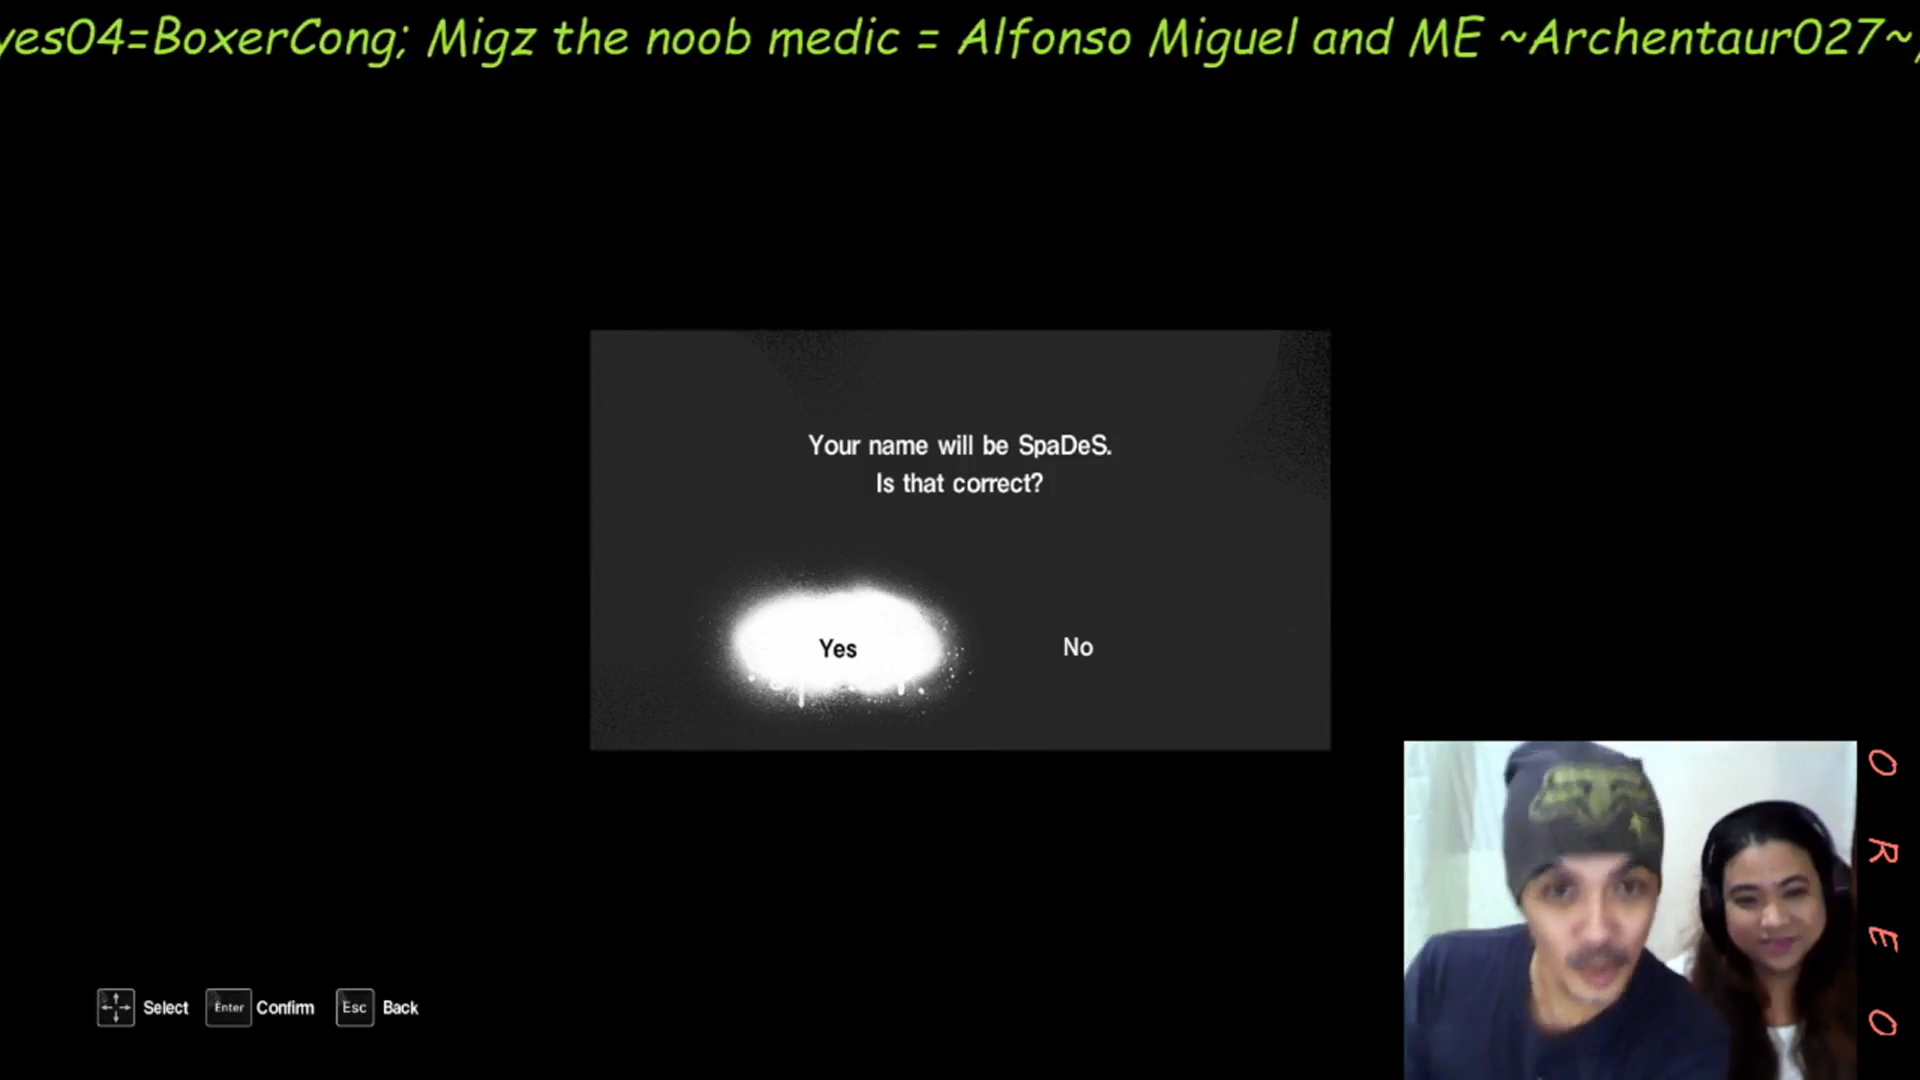 yes04=BoxerCong; Migz the noob medic = Alfonso Miguel and ME ~Archentaur027~,
Your name will be SpaDeS.
Is that correct?
Yes No
Enter Select Confirm Esc Back
O
R
E
O